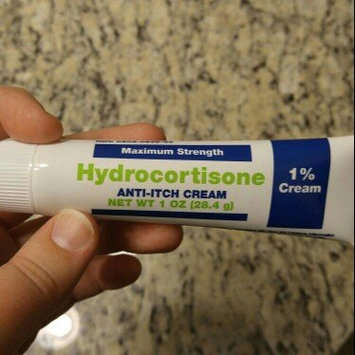 Maximum Strength
Hydrocortisone
1%
Cream
ANTI-ITCH CREAM
NET WT 1 OZ (28.4 g)